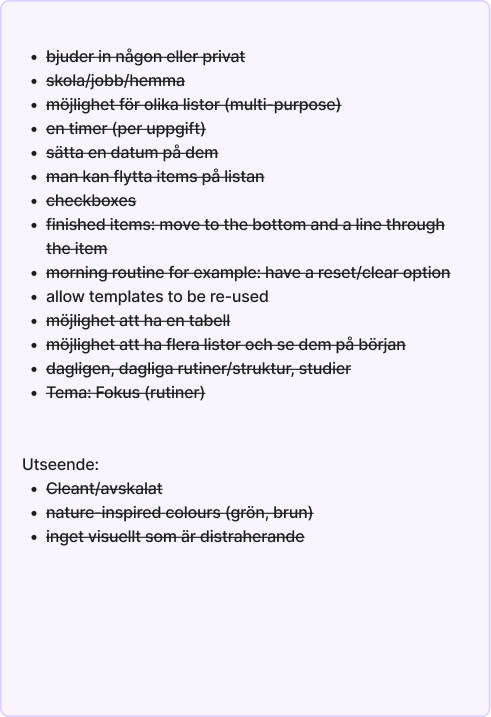 bjuder in någon eller privat
skola/jobb/hemma
möjlighet för olika listor (multi-purpose)
en timer (per uppgift)
sätta en datum på dem
man kan flytta items på listan
checkboxes
finished items: move to the bottom and a line through
the item
morning routine for example: have a reset/clear option
allow templates to be re-used
möjlighet att ha en tabell
möjlighet att ha flera listor och se dem på början
dagligen, dagliga rutiner/struktur, studier
Tema: Fokus (rutiner)
Utseende:
Cleant/avskalat
nature-inspired colours (grön, brun)
inget visuellt som är distraherande